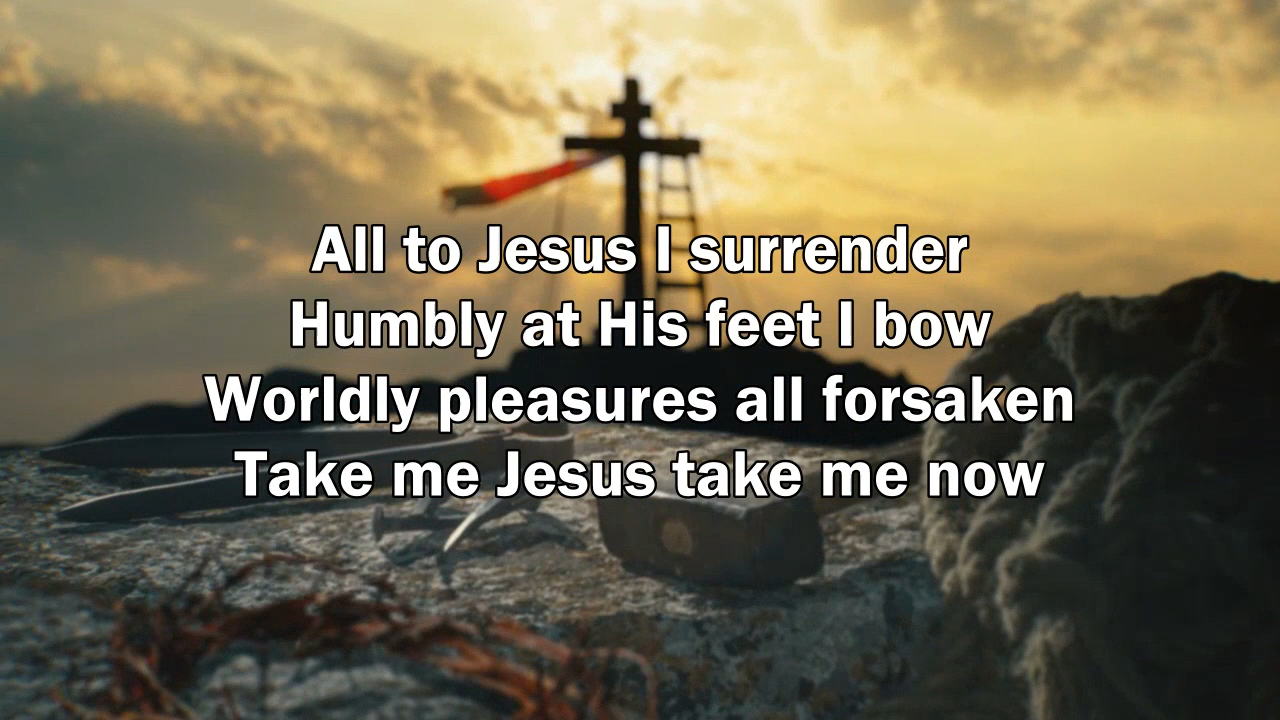 All to Jesus I surrender
Humbly at His feet I bow
Worldly pleasures all forsaken
Take me Jesus take me now